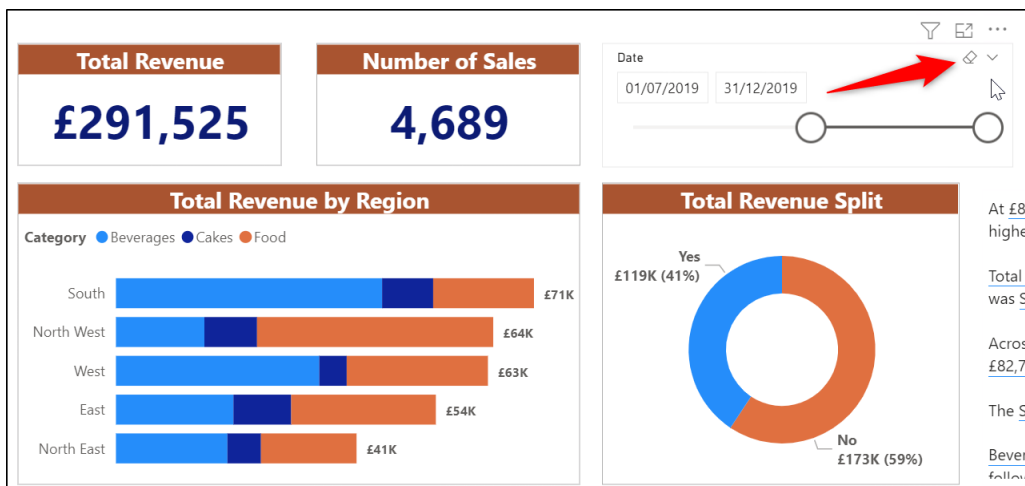 Total Revenue
£291,525
Number of Sales
4,689
Date
01/07/2019 31/12/2019
Total Revenue by Region
Category Beverages Cakes Food
South £71K
North West £64K
West £63K
East £54K
North East £41K
Total Revenue Split
Yes
£119K (41%)
No
£173K (59%)
At £8
highe
Total
was S
Acros
£82,7
The S
Bever
follow